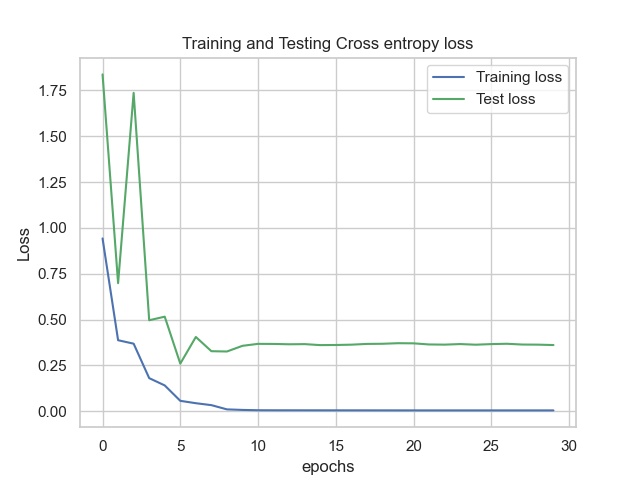 Training and Testing Cross entropy loss
Training loss
Test loss
1.75
1.50
1.25
1.00
0.75
0.50
0.25
0.00
Loss
0 5 10 15 20 25 30
epochs